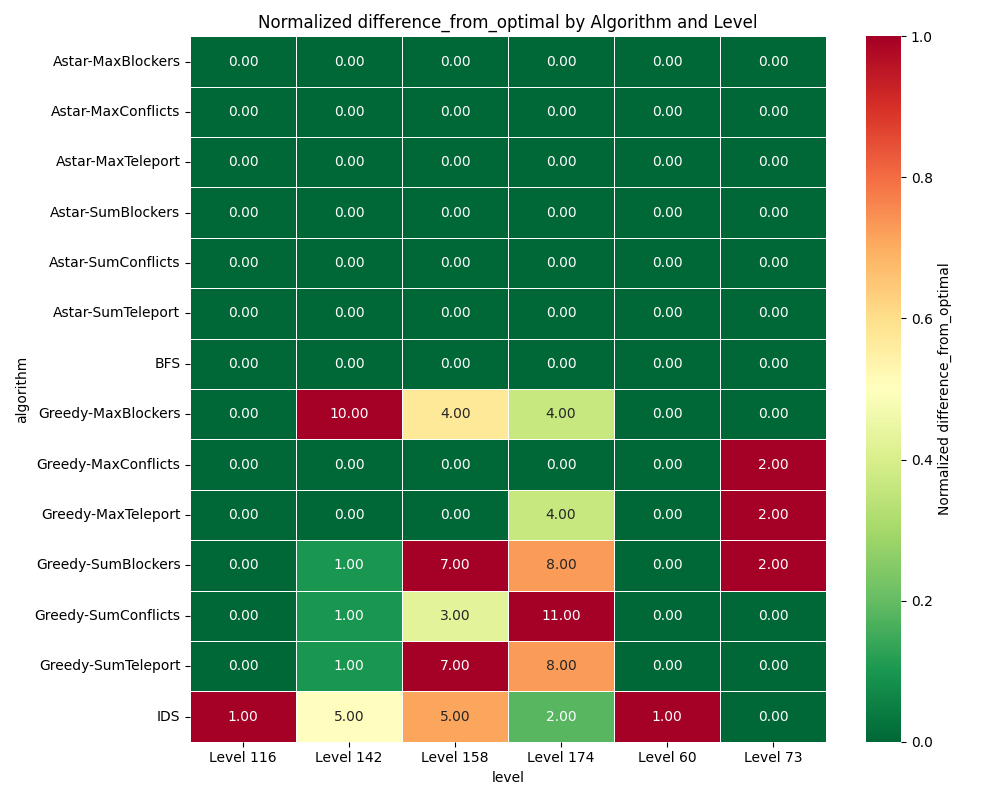 Normalized difference_from_optimal by Algorithm and Level
Astar-MaxBlockers 0.00 0.00 0.00 0.00 0.00 0.00
Astar-MaxConflicts 0.00 0.00 0.00 0.00 0.00 0.00
Astar-MaxTeleport 0.00 0.00 0.00 0.00 0.00 0.00
Astar-SumBlockers 0.00 0.00 0.00 0.00 0.00 0.00
Astar-SumConflicts 0.00 0.00 0.00 0.00 0.00 0.00
Astar-SumTeleport 0.00 0.00 0.00 0.00 0.00 0.00
BFS 0.00 0.00 0.00 0.00 0.00 0.00
Greedy-MaxBlockers 0.00 10.00 4.00 4.00 0.00 0.00
Greedy-MaxConflicts 0.00 0.00 0.00 0.00 0.00 2.00
Greedy-MaxTeleport 0.00 0.00 0.00 4.00 0.00 2.00
Greedy-SumBlockers 0.00 1.00 7.00 8.00 0.00 2.00
Greedy-SumConflicts 0.00 1.00 3.00 11.00 0.00 0.00
Greedy-SumTeleport 0.00 1.00 7.00 8.00 0.00 0.00
IDS 1.00 5.00 5.00 2.00 1.00 0.00
Level 116 Level 142 Level 158 Level 174 Level 60 Level 73
level
algorithm
1.0
0.8
0.6
0.4
0.2
0.0
Normalized difference_from_optimal